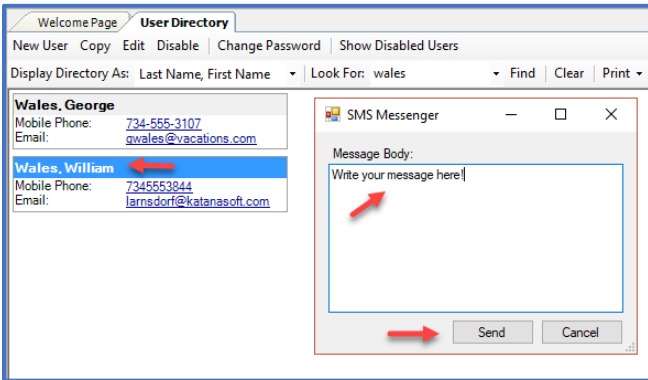 Welcome Page User Directory
New User Copy Edit Disable Change Password Show Disabled Users
Display Directory As: Last Name, First Name Look For: wales Find Clear Print
Wales, George
Mobile Phone: 734-555-3107
Email: gwales@vacations.com
Wales, William
Mobile Phone: 7345553844
Email: larnsdorf@katanasoft.com
SMS Messenger
Message Body:
Write your message here!
Send Cancel